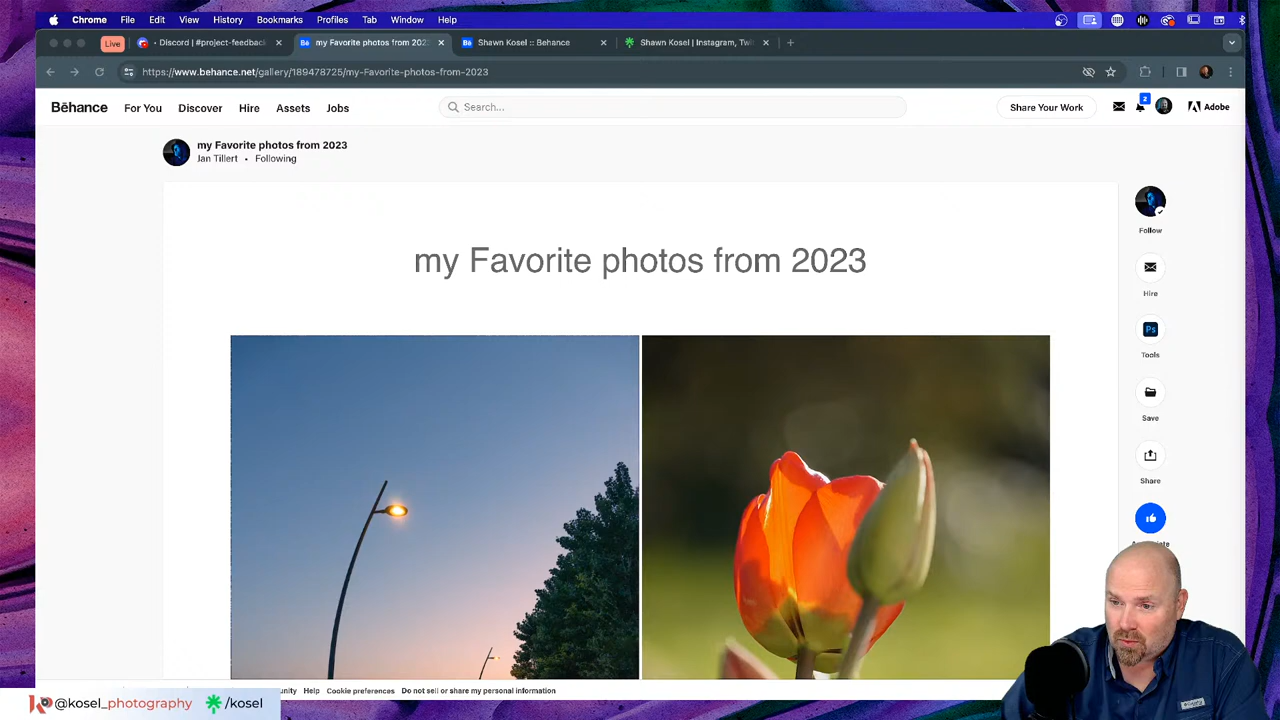 Chrome File Edit View History Bookmarks Profiles Tab Window Help
Live Discord | #project-feedback my Favorite photos from 202 Shawn Kosel :: Behance Shawn Kosel | Instagram, Twi
https://www.behance.net/gallery/189478725/my-Favorite-photos-from-2023
Bēhance For You Discover Hire Assets Jobs Search... Share Your Work 2 Adobe
my Favorite photos from 2023
Jan Tillert • Following
my Favorite photos from 2023
Follow
Hire
Ps
Tools
Save
Share
Help Cookie preferences Do not sell or share my personal information
@kosel_photography /kosel